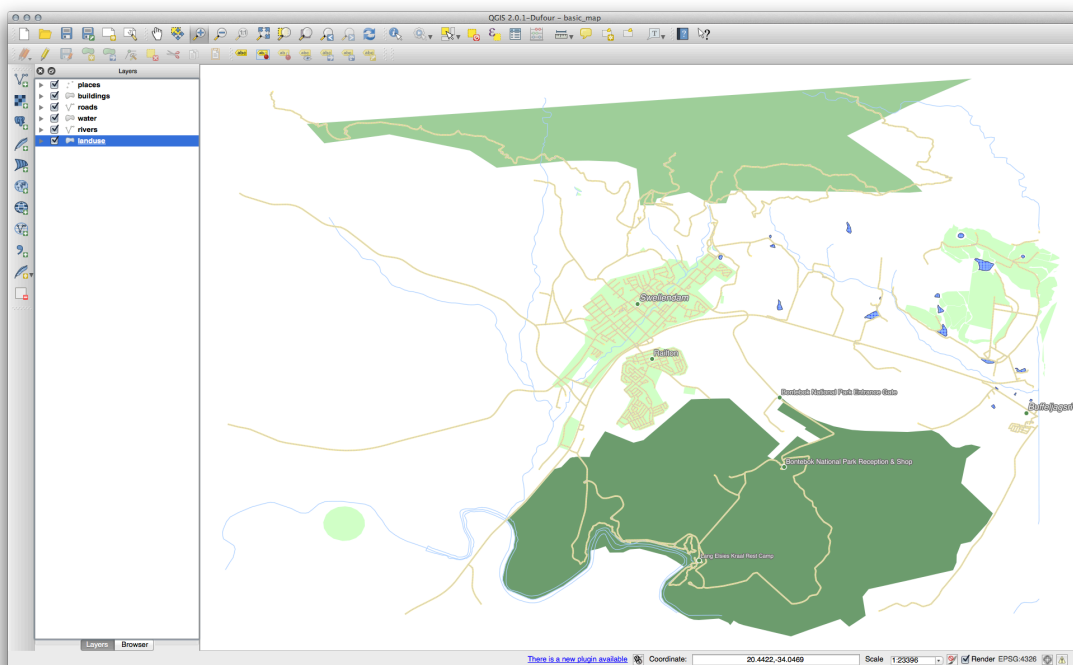 QGIS 2.0.1-Dufour - basic_map
Layers
places
buildings
roads
water
rivers
landuse
Swellendam
Railton
Bontebok National Park Entrance Gate
Bontebok National Park Reception & Shop
Lang Elsies Kraal Rest Camp
Layers
Browser
There is a new plugin available
Coordinate:
20.4422,-34.0469
Scale
1:23396
Render
EPSG:4326